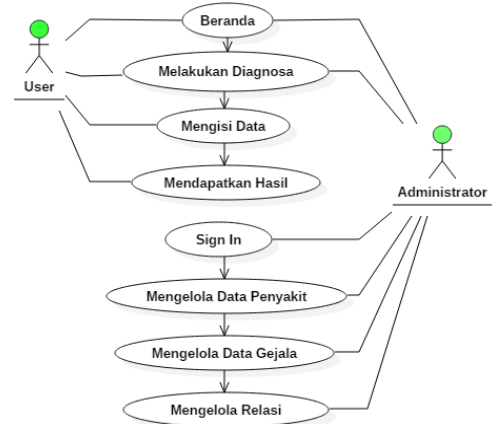 Beranda
Melakukan Diagnosa
User
Mengisi Data
Mendapatkan Hasil
Administrator
Sign In
Mengelola Data Penyakit
Mengelola Data Gejala
Mengelola Relasi